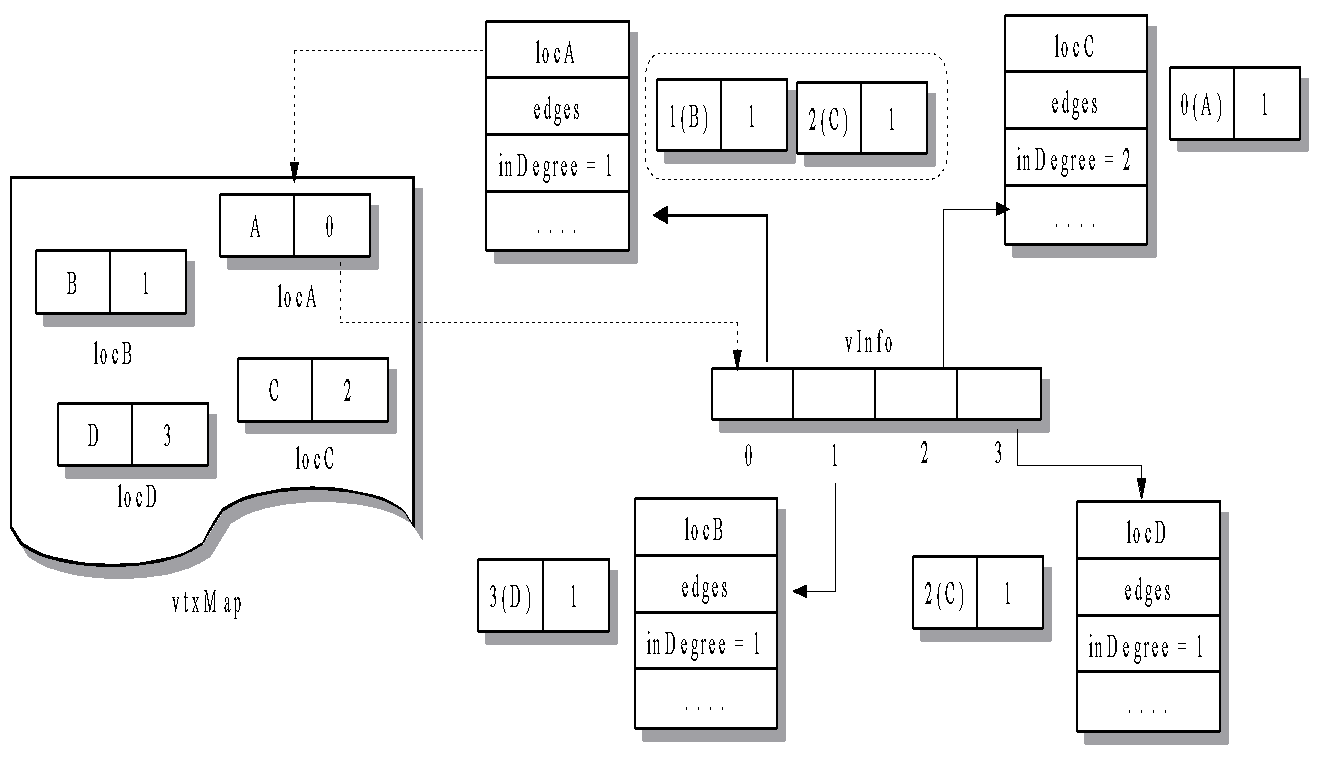 locA
edges
inDegree = 1
. . . .
1(B) 1
2(C) 1
locC
edges
inDegree = 2
. . . .
0(A) 1
A 0
locA
B 1
locB
C 2
locC
D 3
locD
vtxMap
vInfo
0 1 2 3
3(D) 1
locB
edges
inDegree = 1
. . . .
2(C) 1
locD
edges
inDegree = 1
. . . .